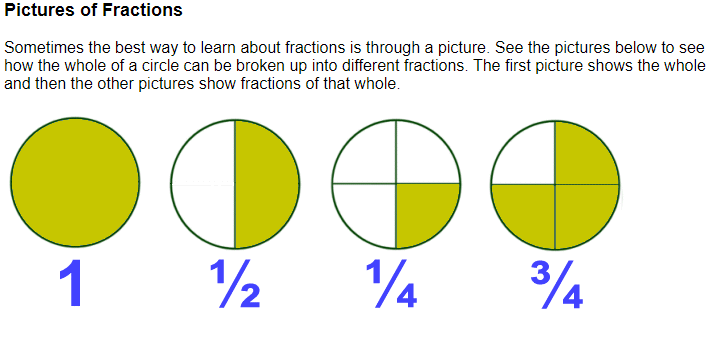 Pictures of Fractions
Sometimes the best way to learn about fractions is through a picture. See the pictures below to see
how the whole of a circle can be broken up into different fractions. The first picture shows the whole
and then the other pictures show fractions of that whole.
1 ½ ¼ ¾